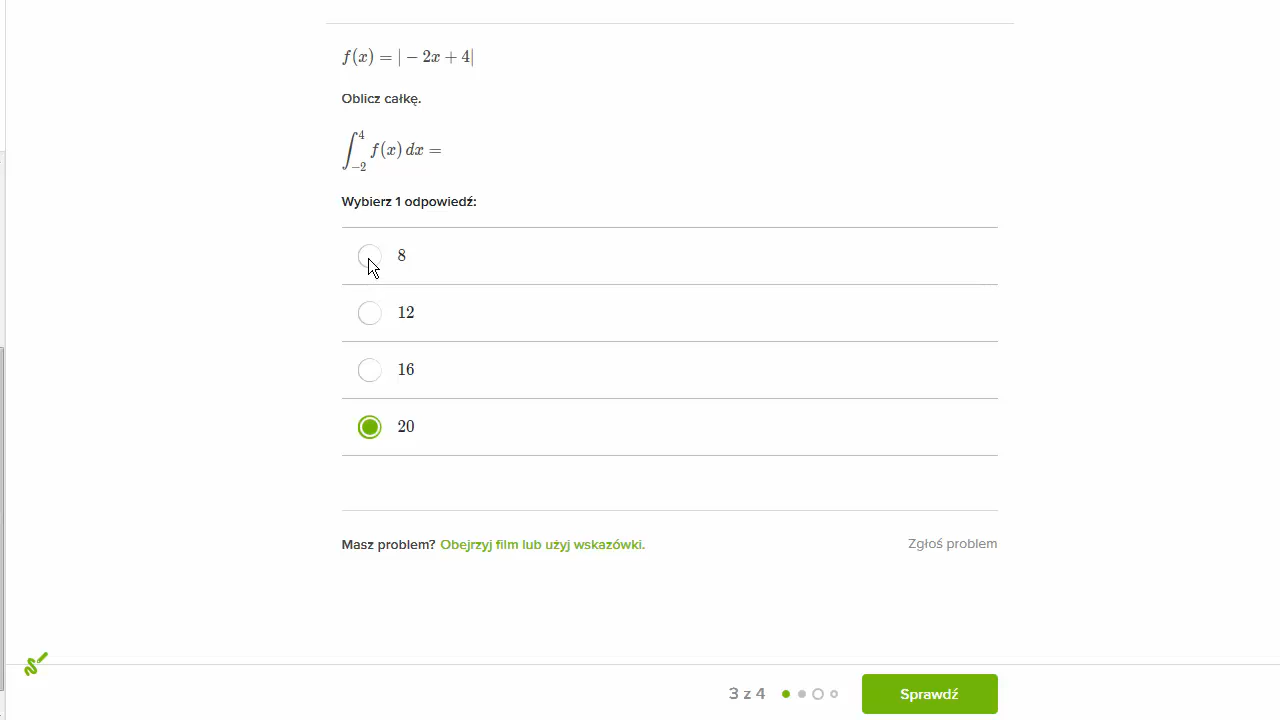 f(x) = | − 2x + 4|
Oblicz całkę.
∫_{−2}^{4} f(x) dx =
Wybierz 1 odpowiedź:
8
12
16
20
Masz problem? Obejrzyj film lub użyj wskazówki. Zgłoś problem
3 z 4 Sprawdź